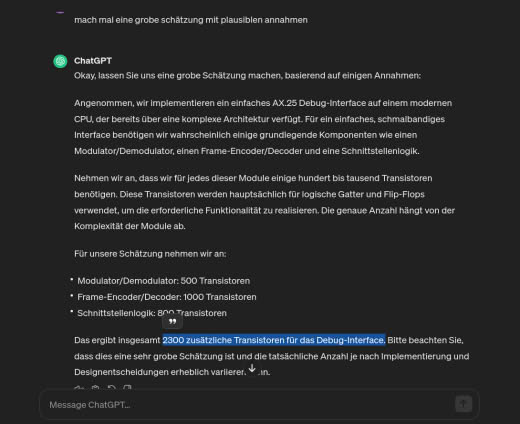 mach mal eine grobe schätzung mit plausiblen annahmen
ChatGPT
Okay, lassen Sie uns eine grobe Schätzung machen, basierend auf einigen Annahmen:
Angenommen, wir implementieren ein einfaches AX.25 Debug-Interface auf einem modernen
CPU, der bereits über eine komplexe Architektur verfügt. Für ein einfaches, schmalbandiges
Interface benötigen wir wahrscheinlich einige grundlegende Komponenten wie einen
Modulator/Demodulator, einen Frame-Encoder/Decoder und eine Schnittstellenlogik.
Nehmen wir an, dass wir für jedes dieser Module einige hundert bis tausend Transistoren
benötigen. Diese Transistoren werden hauptsächlich für logische Gatter und Flip-Flops
verwendet, um die erforderliche Funktionalität zu realisieren. Die genaue Anzahl hängt von der
Komplexität der Module ab.
Für unsere Schätzung nehmen wir an:
• Modulator/Demodulator: 500 Transistoren
• Frame-Encoder/Decoder: 1000 Transistoren
• Schnittstellenlogik: 800 Transistoren
Das ergibt insgesamt 2300 zusätzliche Transistoren für das Debug-Interface. Bitte beachten Sie,
dass dies eine sehr grobe Schätzung ist und die tatsächliche Anzahl je nach Implementierung und
Designentscheidungen erheblich variieren
Message ChatGPT...